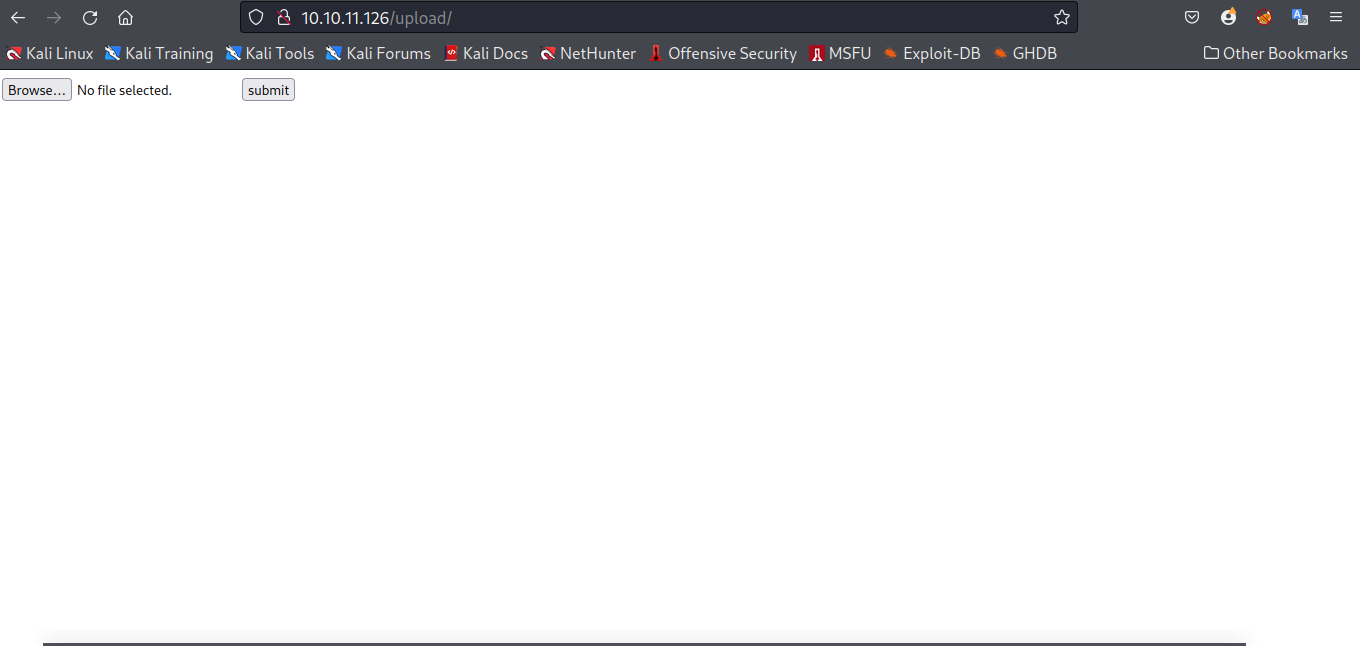 10.10.11.126/upload/
Kali Linux Kali Training Kali Tools Kali Forums Kali Docs NetHunter Offensive Security MSFU Exploit-DB GHDB Other Bookmarks
Browse... No file selected. submit